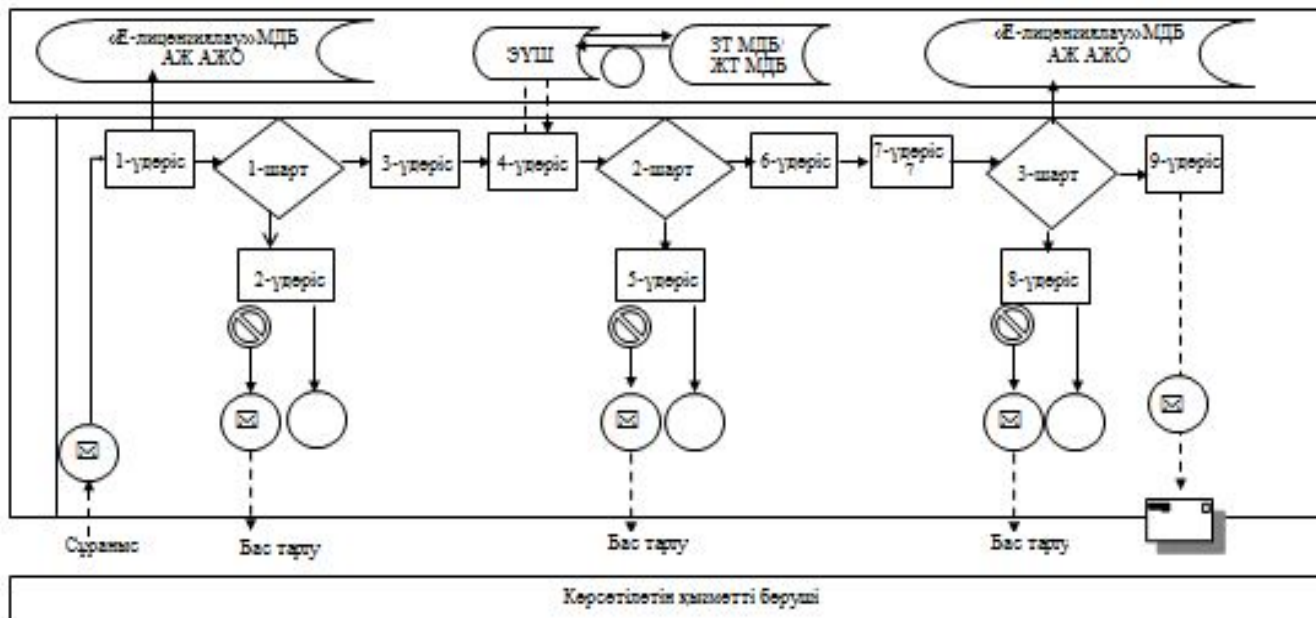 «Е-лицензиялау» МДБ
АЖ АЖО
ЭҮШ
ЗТ МДБ/
ЖТ МДБ
«Е-лицензиялау» МДБ
АЖ АЖО
1-үдеріс
1-шарт
3-үдеріс
4-үдеріс
2-шарт
6-үдеріс
7-үдеріс
7
3-шарт
9-үдеріс
2-үдеріс
5-үдеріс
8-үдеріс
Сұраныс
Бас тарту
Бас тарту
Бас тарту
Көрсетілетін қызметті беруші